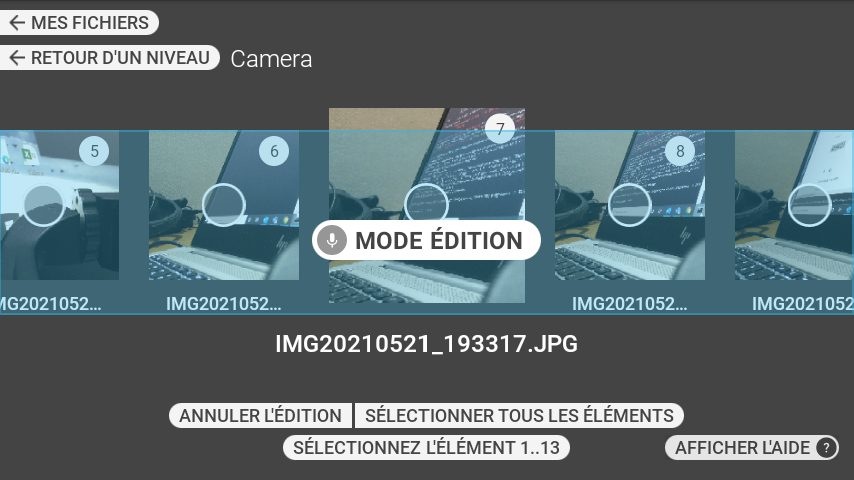 MES FICHIERS
RETOUR D'UN NIVEAU Camera
5 6 7 8
MODE ÉDITION
MG2021052... IMG2021052... IMG2021052... IMG2021052
IMG20210521_193317.JPG
ANNULER L'ÉDITION SÉLECTIONNER TOUS LES ÉLÉMENTS
SÉLECTIONNEZ L'ÉLÉMENT 1..13 AFFICHER L'AIDE ?